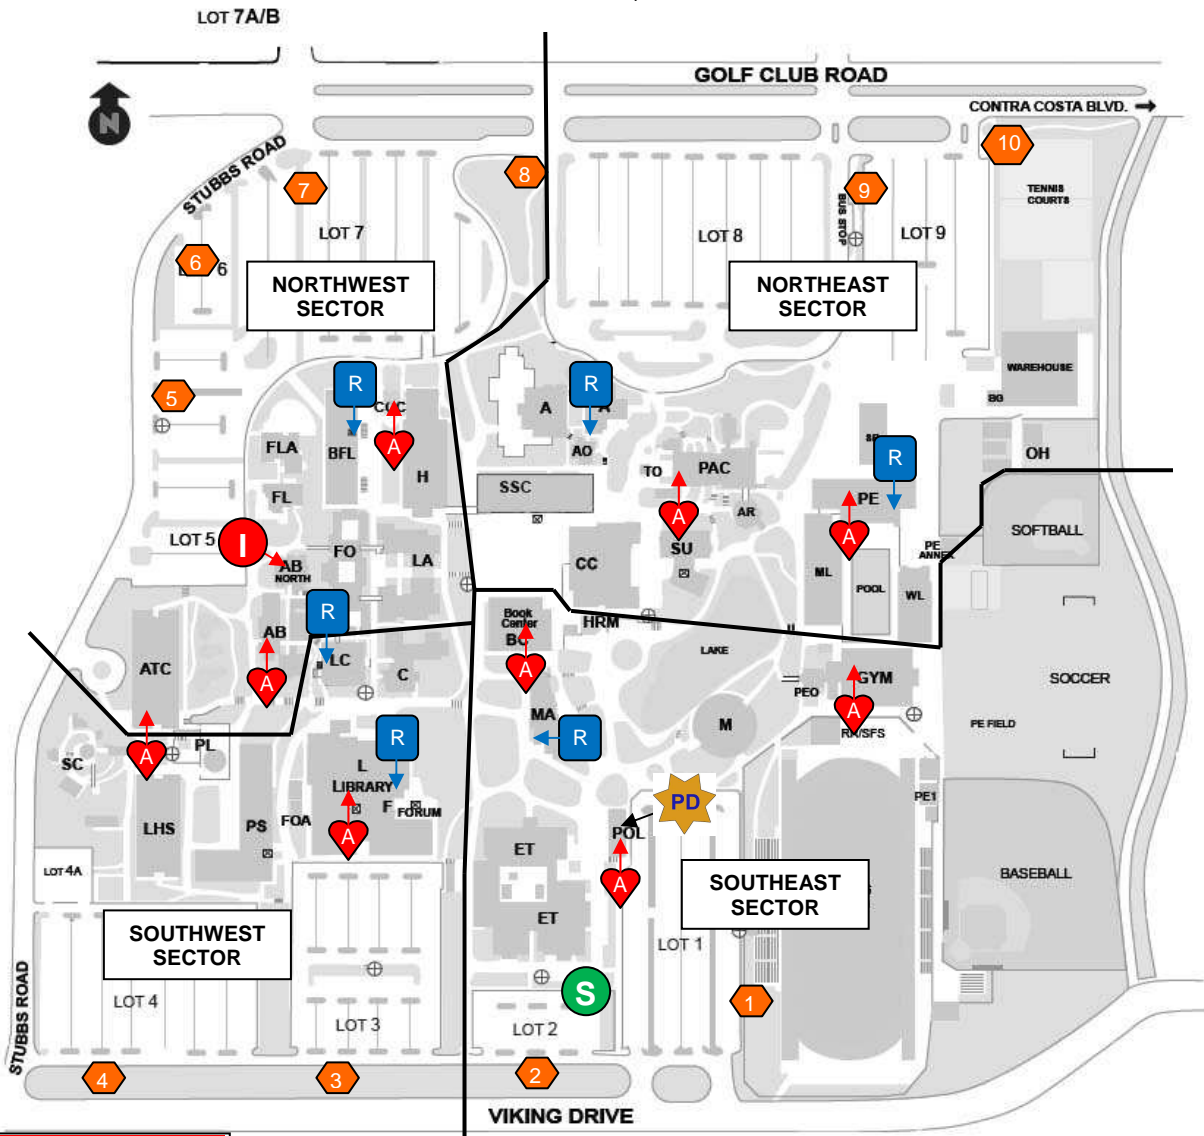 LOT 7A/B
GOLF CLUB ROAD
CONTRA COSTA BLVD.
N
STUBBS ROAD
10
7
8
9
TENNIS
COURTS
BUS STOP
LOT 7
LOT 8
LOT 9
6
6
NORTHWEST
SECTOR
NORTHEAST
SECTOR
WAREHOUSE
R
R
5
BG
A
A
FLA
BFL
H
AO
TO
PAC
R
OH
FL
SSC
A
AR
PE
A
SOFTBALL
LOT 5
I
AB
NORTH
FO
LA
CC
SU
PE
ANNEX
ML
POOL
WL
R
Book
Center
HRM
AB
LC
A
C
A
LAKE
ATC
GYM
PEO
SOCCER
MA
R
R
M
A
PE FIELD
PL
A
SC
L
LIBRARY
F
FORUM
PD
PE1
LHS
PS
FOA
A
POL
ET
A
LOT 4A
SOUTHEAST
SECTOR
BASEBALL
ET
SOUTHWEST
SECTOR
LOT 1
S
1
LOT 4
LOT 3
LOT 2
STUBBS ROAD
4
3
2
VIKING DRIVE